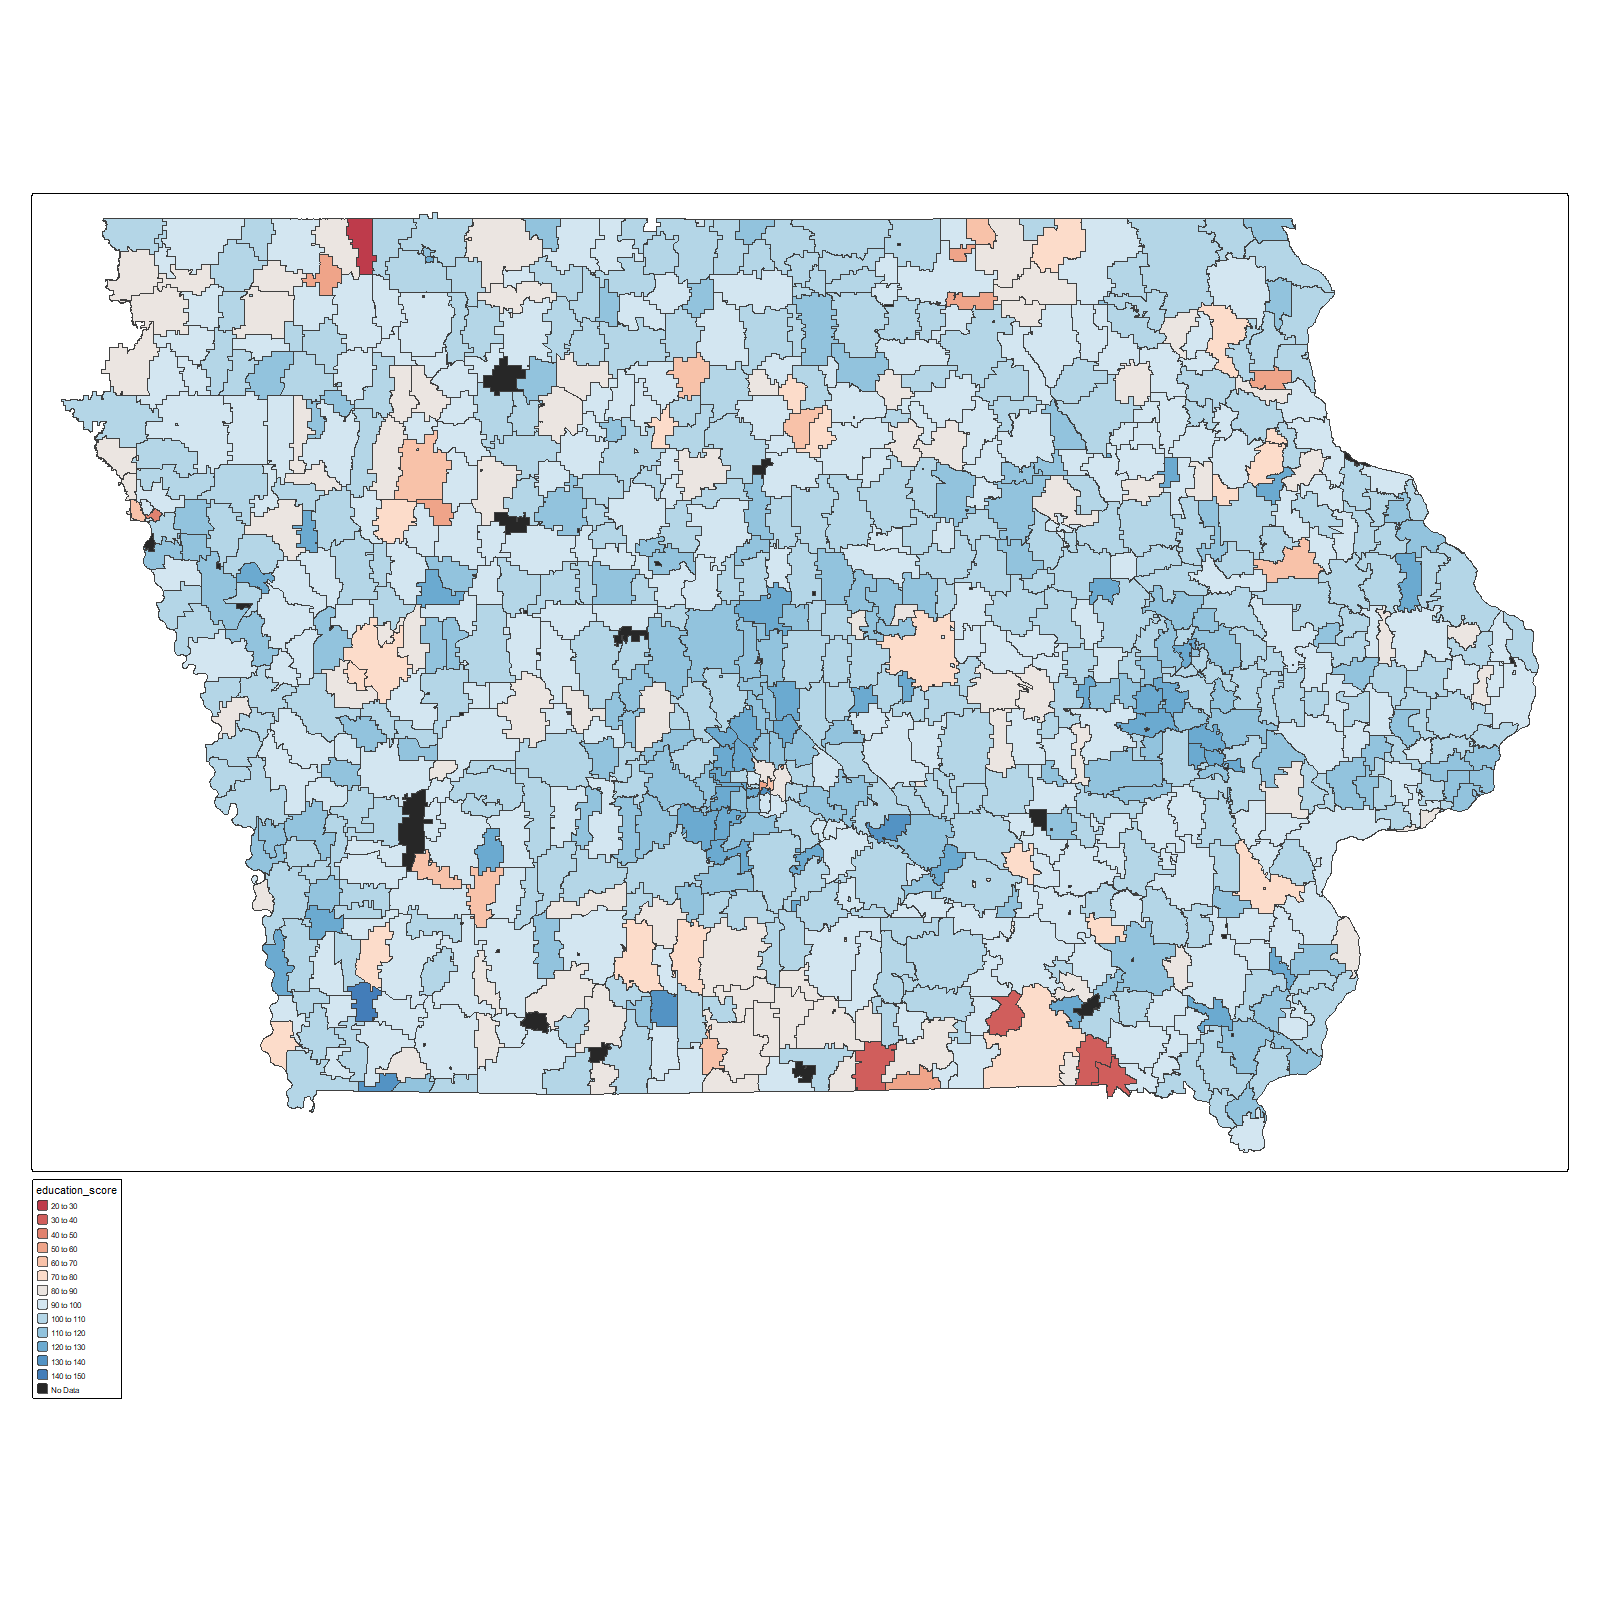 education_score
20 to 30
30 to 40
40 to 50
50 to 60
60 to 70
70 to 80
80 to 90
90 to 100
100 to 110
110 to 120
120 to 130
130 to 140
140 to 150
No Data